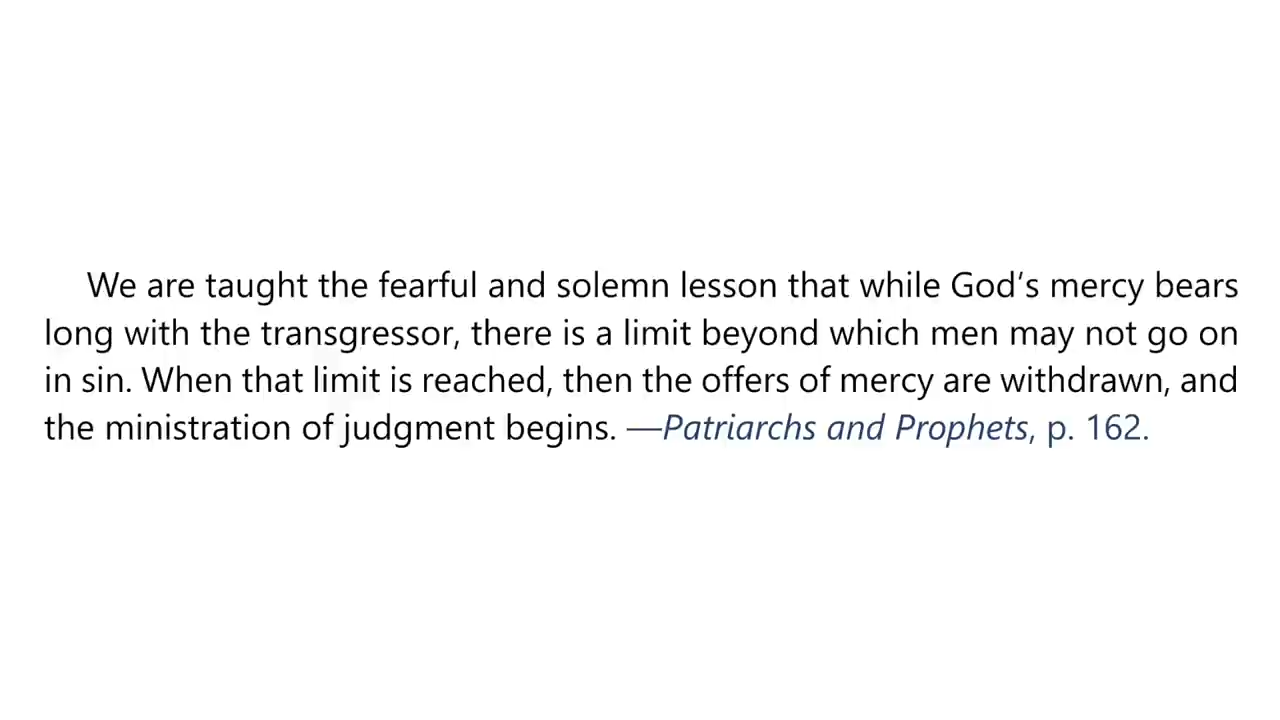 We are taught the fearful and solemn lesson that while God’s mercy bears
long with the transgressor, there is a limit beyond which men may not go on
in sin. When that limit is reached, then the offers of mercy are withdrawn, and
the ministration of judgment begins. —Patriarchs and Prophets, p. 162.